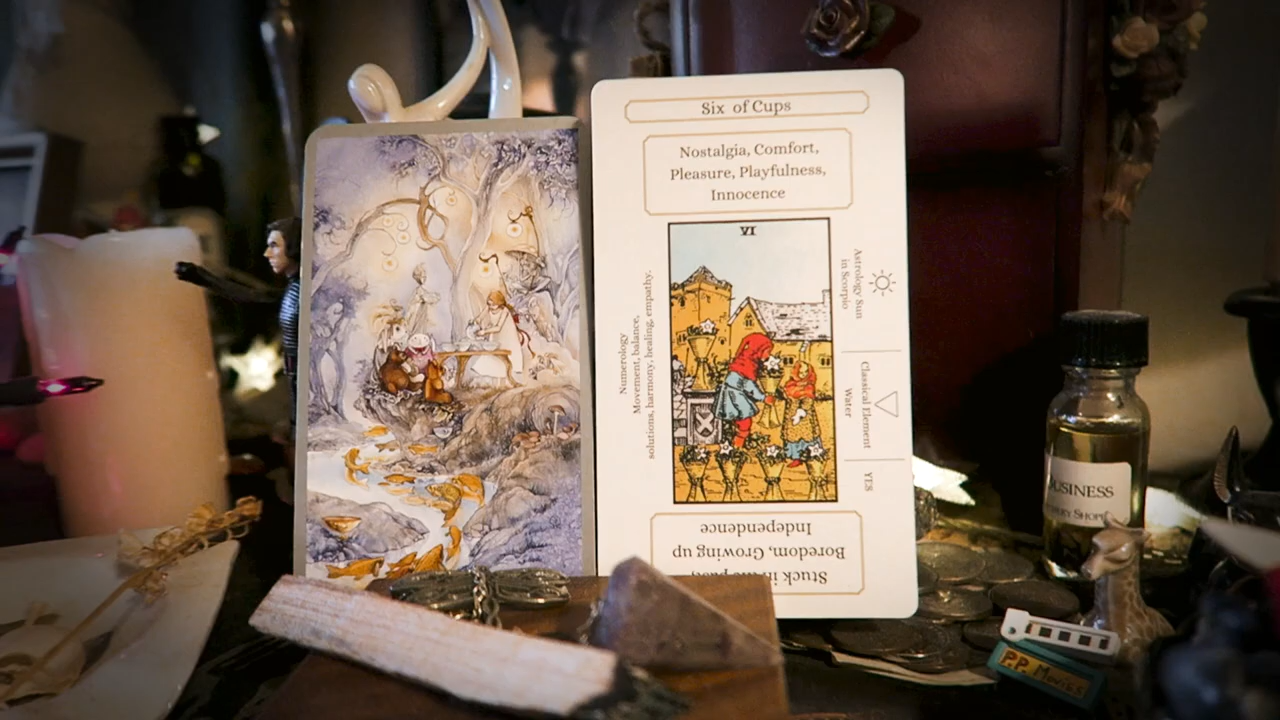 Six of Cups
Nostalgia, Comfort,
Pleasure, Playfulness,
Innocence
VI
Numerology
Movement, balance,
solutions, harmony, healing, empathy.
Astrology Sun
in Scorpio
Classical Element
Water
YES
Independence
Boredom, Growing up
Stuck in the past,
BUSINESS
P.P. Movies